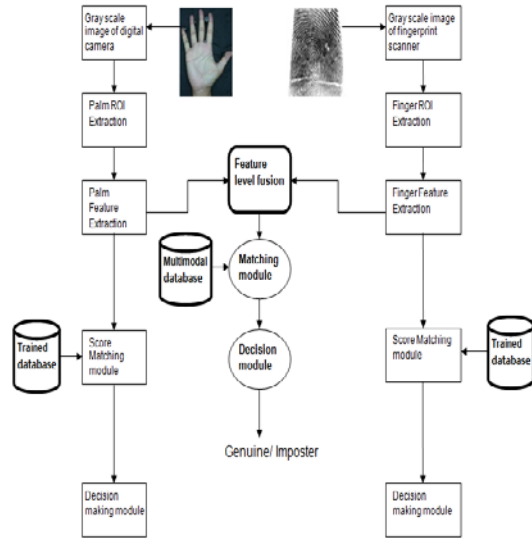 Gray scale
image of digital
camera
Gray scale image
of fingerprint
scanner
Palm ROI
Extraction
Finger ROI
Extraction
Feature
level fusion
Palm
Feature
Extraction
Finger Feature
Extraction
Multimodal
database
Matching
module
Trained
database
Score
Matching
module
Decision
module
Score Matching
module
Trained
database
Genuine/ Imposter
Decision
making module
Decision
making module